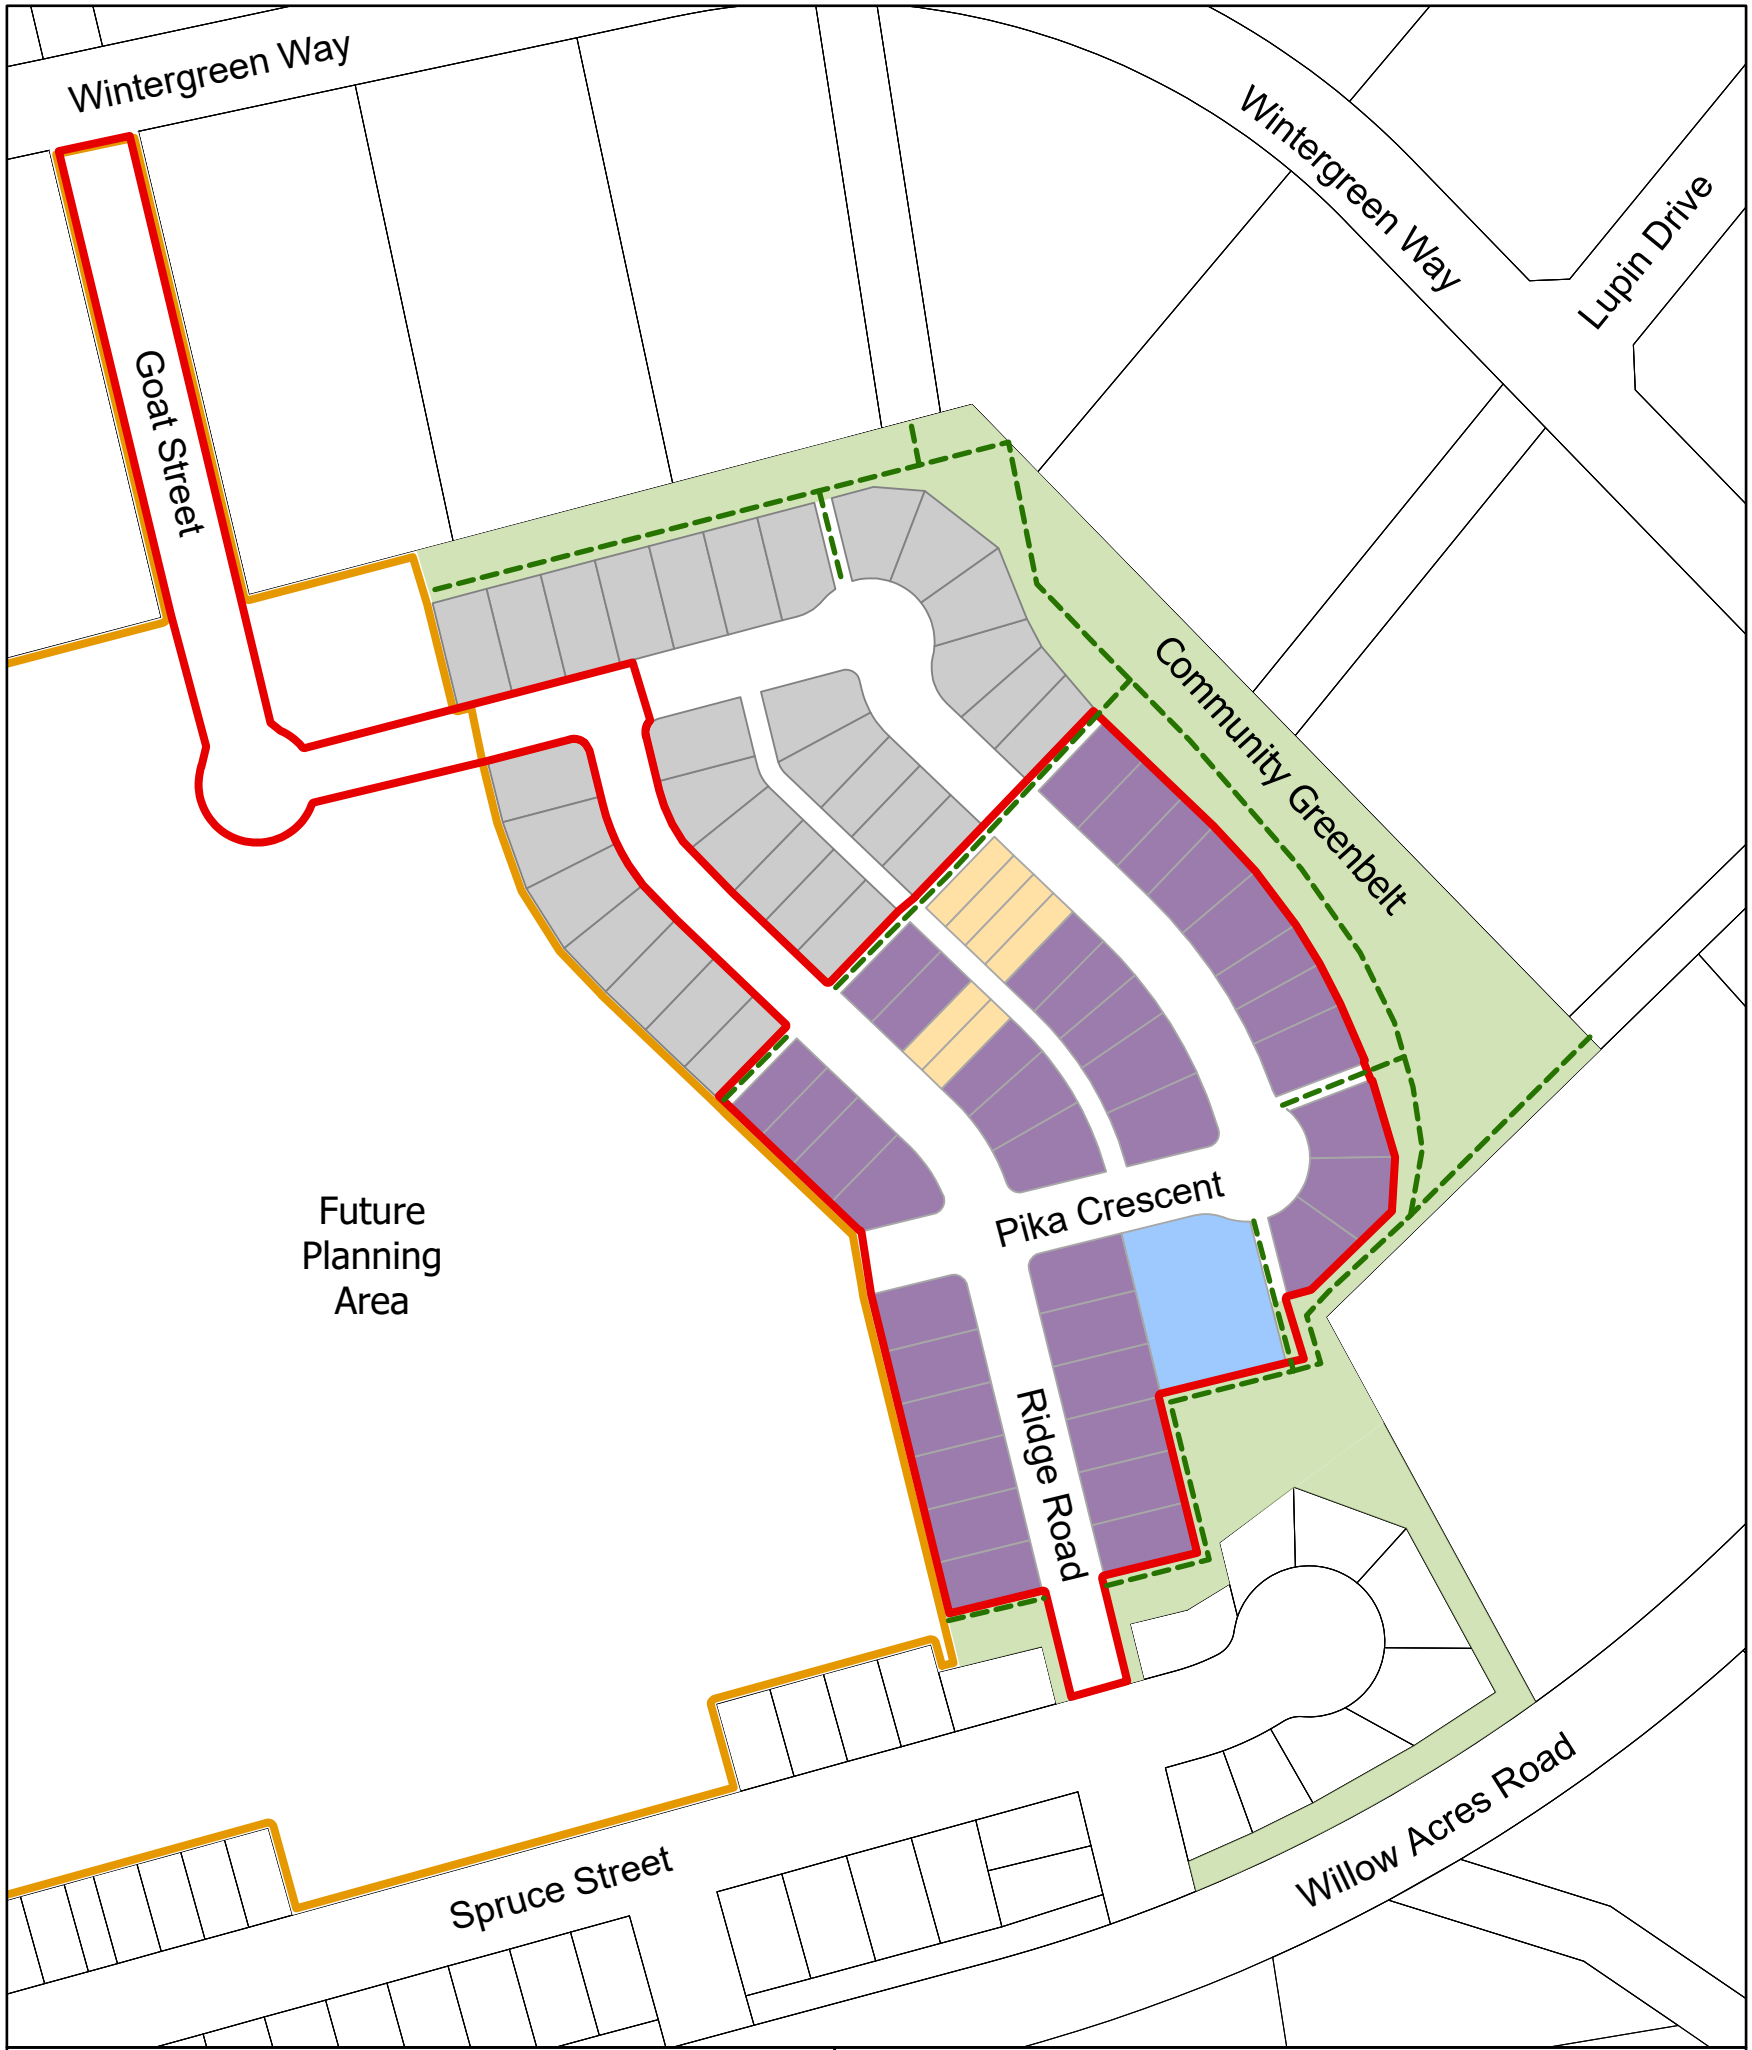 Wintergreen Way
Wintergreen Way
Lupin Drive
Goat Street
Community Greenbelt
Future
Planning
Area
Pika Crescent
Ridge Road
Spruce Street
Willow Acres Road